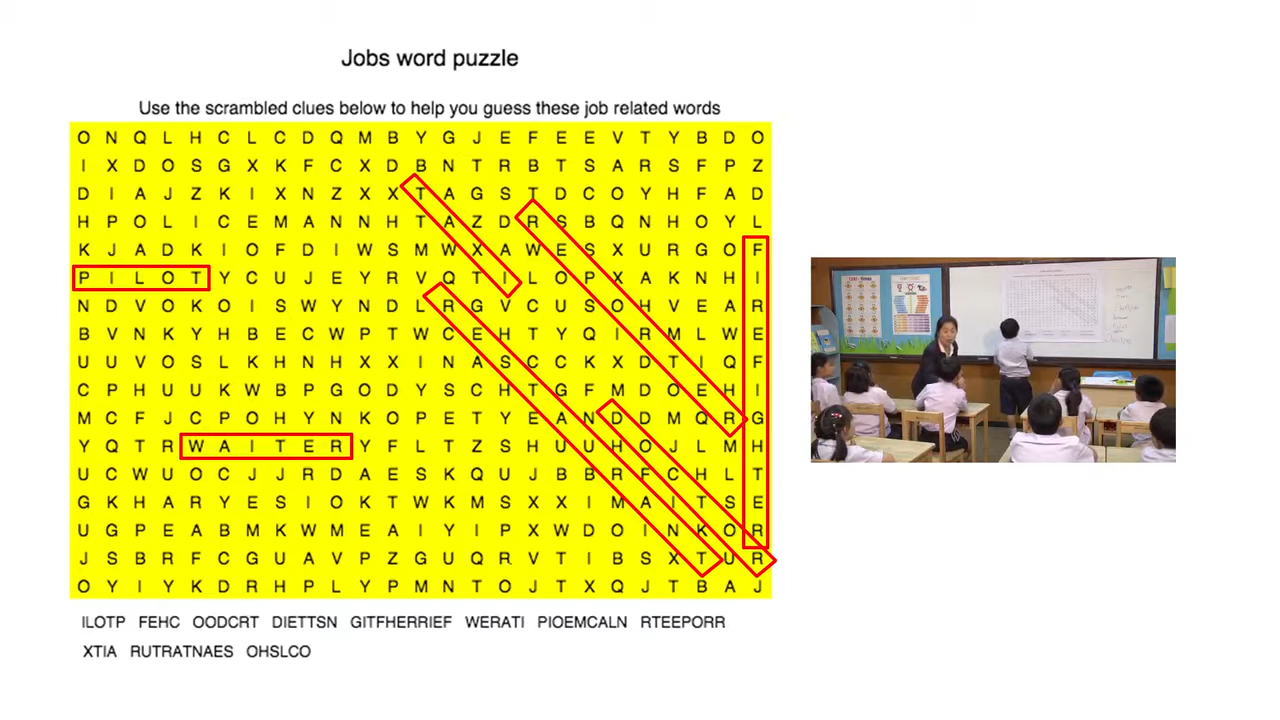 Jobs word puzzle
Use the scrambled clues below to help you guess these job related words
O N Q L H C L C D Q M B Y G J E F E E V T Y B D O
I X D O S G X K F C X D B N T R B T S A R S F P Z
D I A J Z K I X N Z X X T A G S T D C O Y H F A D
H P O L I C E M A N N H T A Z D R S B Q N H O Y L
K J A D K I O F D I W S M W X A W E S X U R G O F
P I L O T Y C U J E Y R V Q T I L O P X A K N H I
N D V O K O I S W Y N D L R G V C U S O H V E A R
B V N K Y H B E C W P T W C E H T Y Q I R M L W E
U U V O S L K H N H X X I N A S C C K X D T I Q F
C P H U U K W B P G O D Y S C H T G F M D O E H I
M C F J C P O H Y N K O P E T Y E A N D D M Q R G
Y Q T R W A I T E R Y F L T Z S H U U H O J L M H
U C W U O C J J R D A E S K Q U J B B R F C H L T
G K H A R Y E S I O K T W K M S X X I M A I T S E
U G P E A B M K W M E A I Y I P X W D O I N K O R
J S B R F C G U A V P Z G U Q R V T I B S X T U R
O Y I Y K D R H P L Y P M N T O J T X Q J T B A J
ILOTP FEHC OODCRT DIETTSN GITFHERRIEF WERATI PIOEMCALN RTEEPORR
XTIA RUTRATNAES OHSLCO